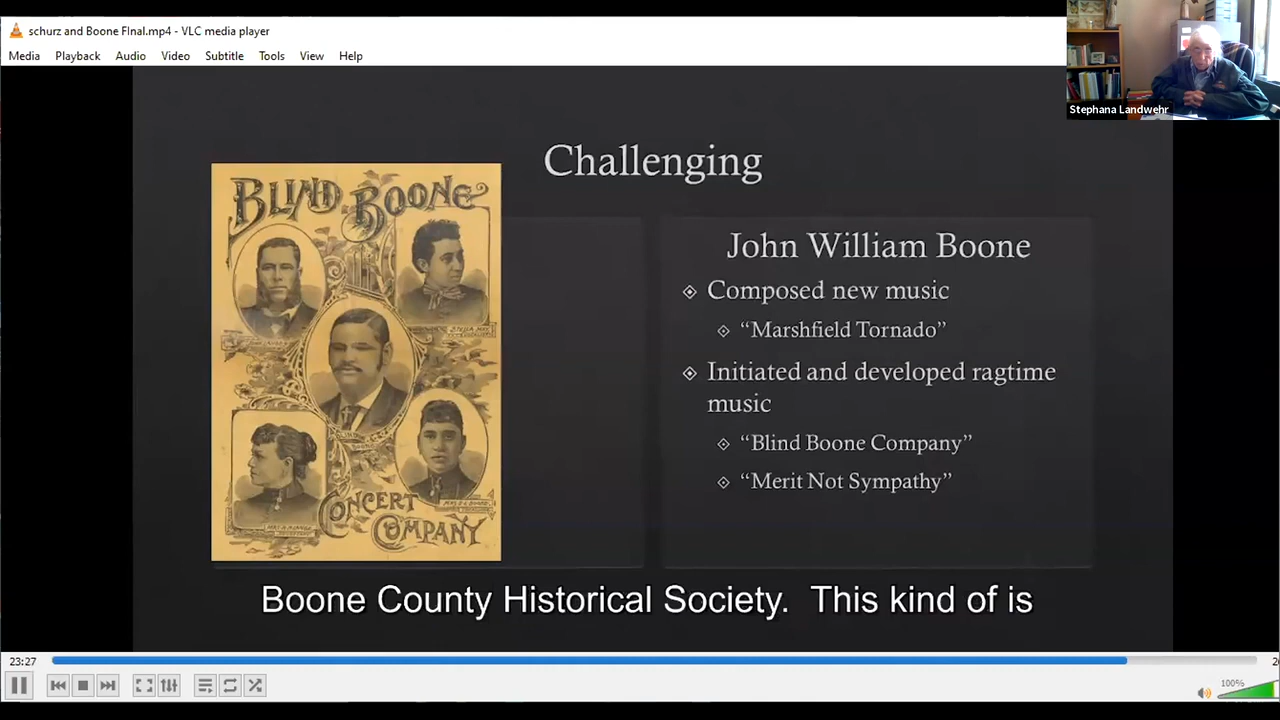 schurz and Boone FInal.mp4 - VLC media player
Media Playback Audio Video Subtitle Tools View Help
Stephana Landwehr
Challenging
BLIND BOONE
CONCERT
COMPANY
John William Boone
Composed new music
“Marshfield Tornado”
Initiated and developed ragtime
music
“Blind Boone Company”
“Merit Not Sympathy”
Boone County Historical Society. This kind of is
23:27
100%